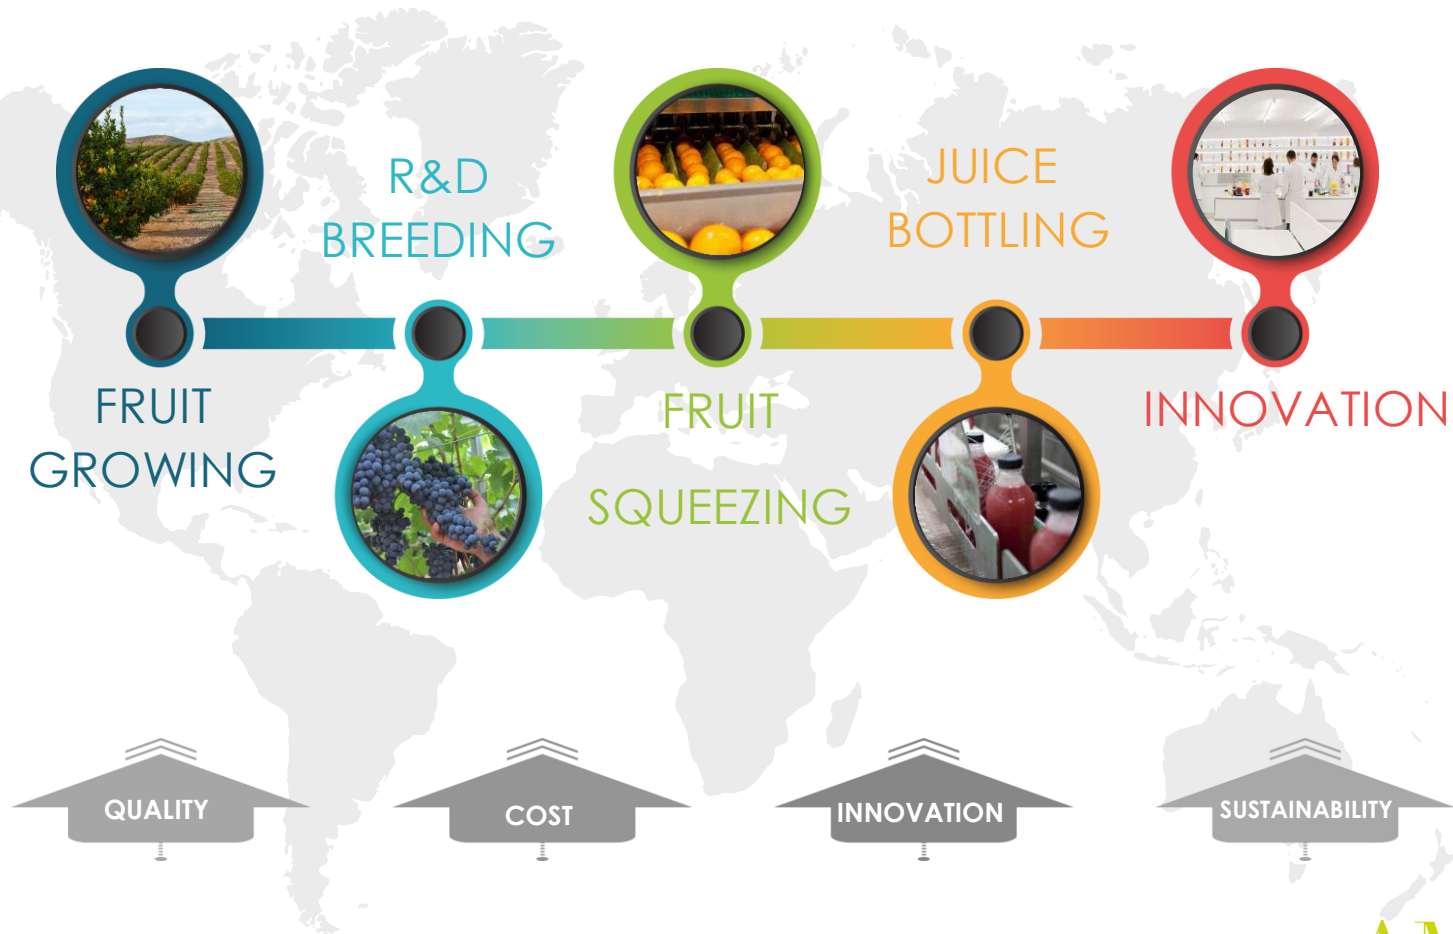 R&D
BREEDING
JUICE
BOTTLING
FRUIT
GROWING
FRUIT
SQUEEZING
INNOVATION
QUALITY
COST
INNOVATION
SUSTAINABILITY